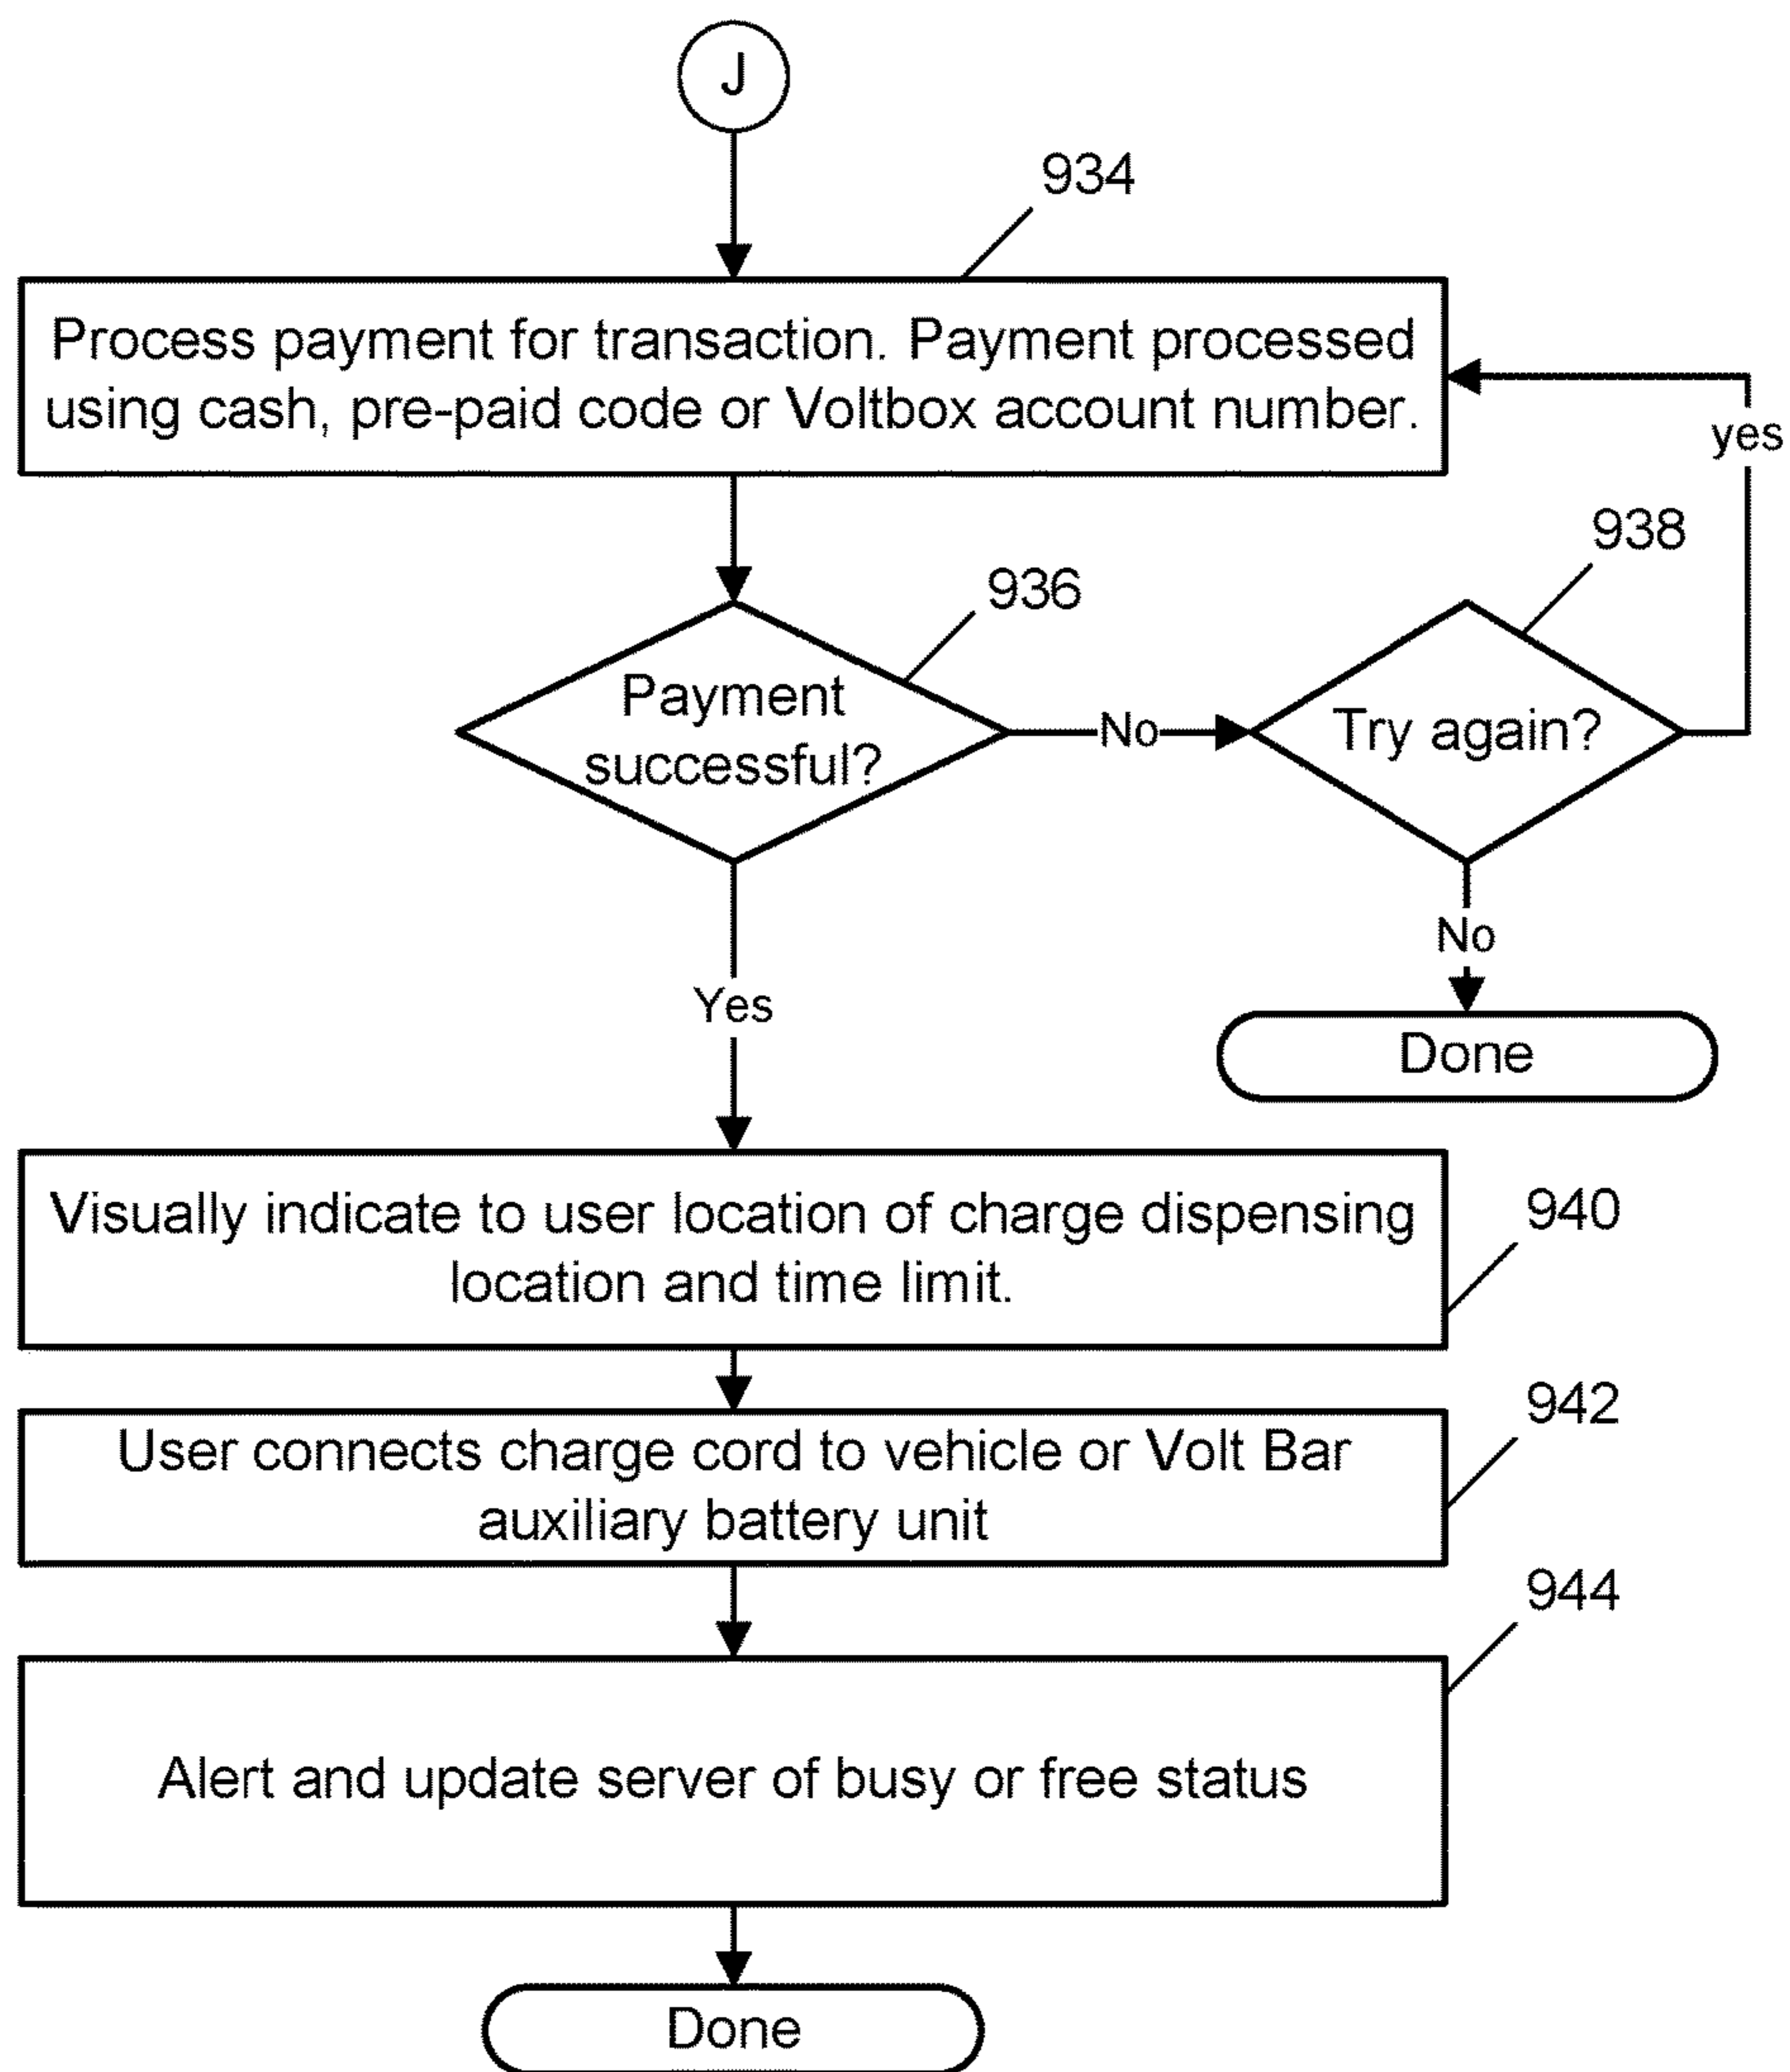 J
934
Process payment for transaction. Payment processed
using cash, pre-paid code or Voltbox account number.
yes
938
936
Payment
successful?
No
Try again?
No
Yes
Done
Visually indicate to user location of charge dispensing
location and time limit.
940
User connects charge cord to vehicle or Volt Bar
auxiliary battery unit
942
944
Alert and update server of busy or free status
Done